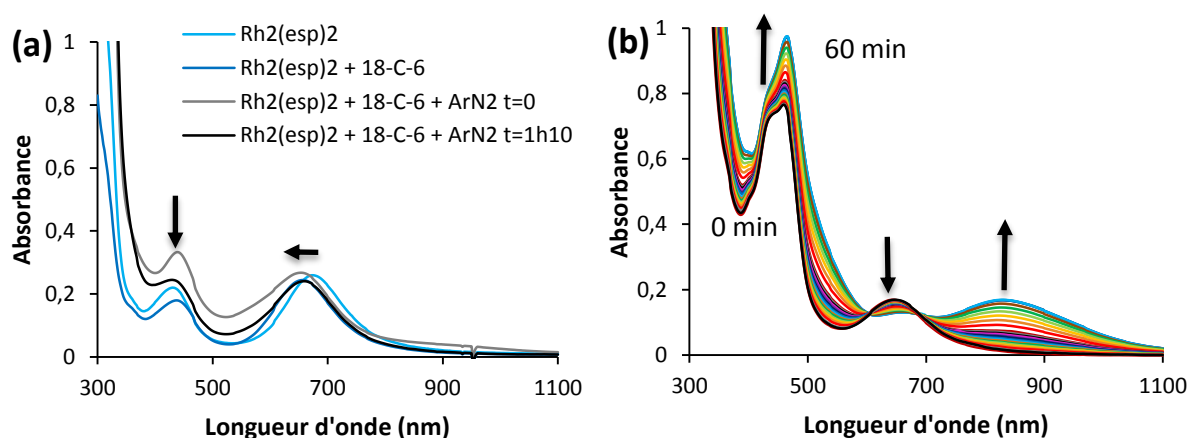 (a)
Rh2(esp)2
Rh2(esp)2 + 18-C-6
Rh2(esp)2 + 18-C-6 + ArN2 t=0
Rh2(esp)2 + 18-C-6 + ArN2 t=1h10
1
0,8
0,6
0,4
0,2
0
Absorbance
300
500
700
900
1100
Longueur d'onde (nm)
(b)
60 min
0 min
1
0,8
0,6
0,4
0,2
0
Absorbance
300
500
700
900
1100
Longueur d'onde (nm)